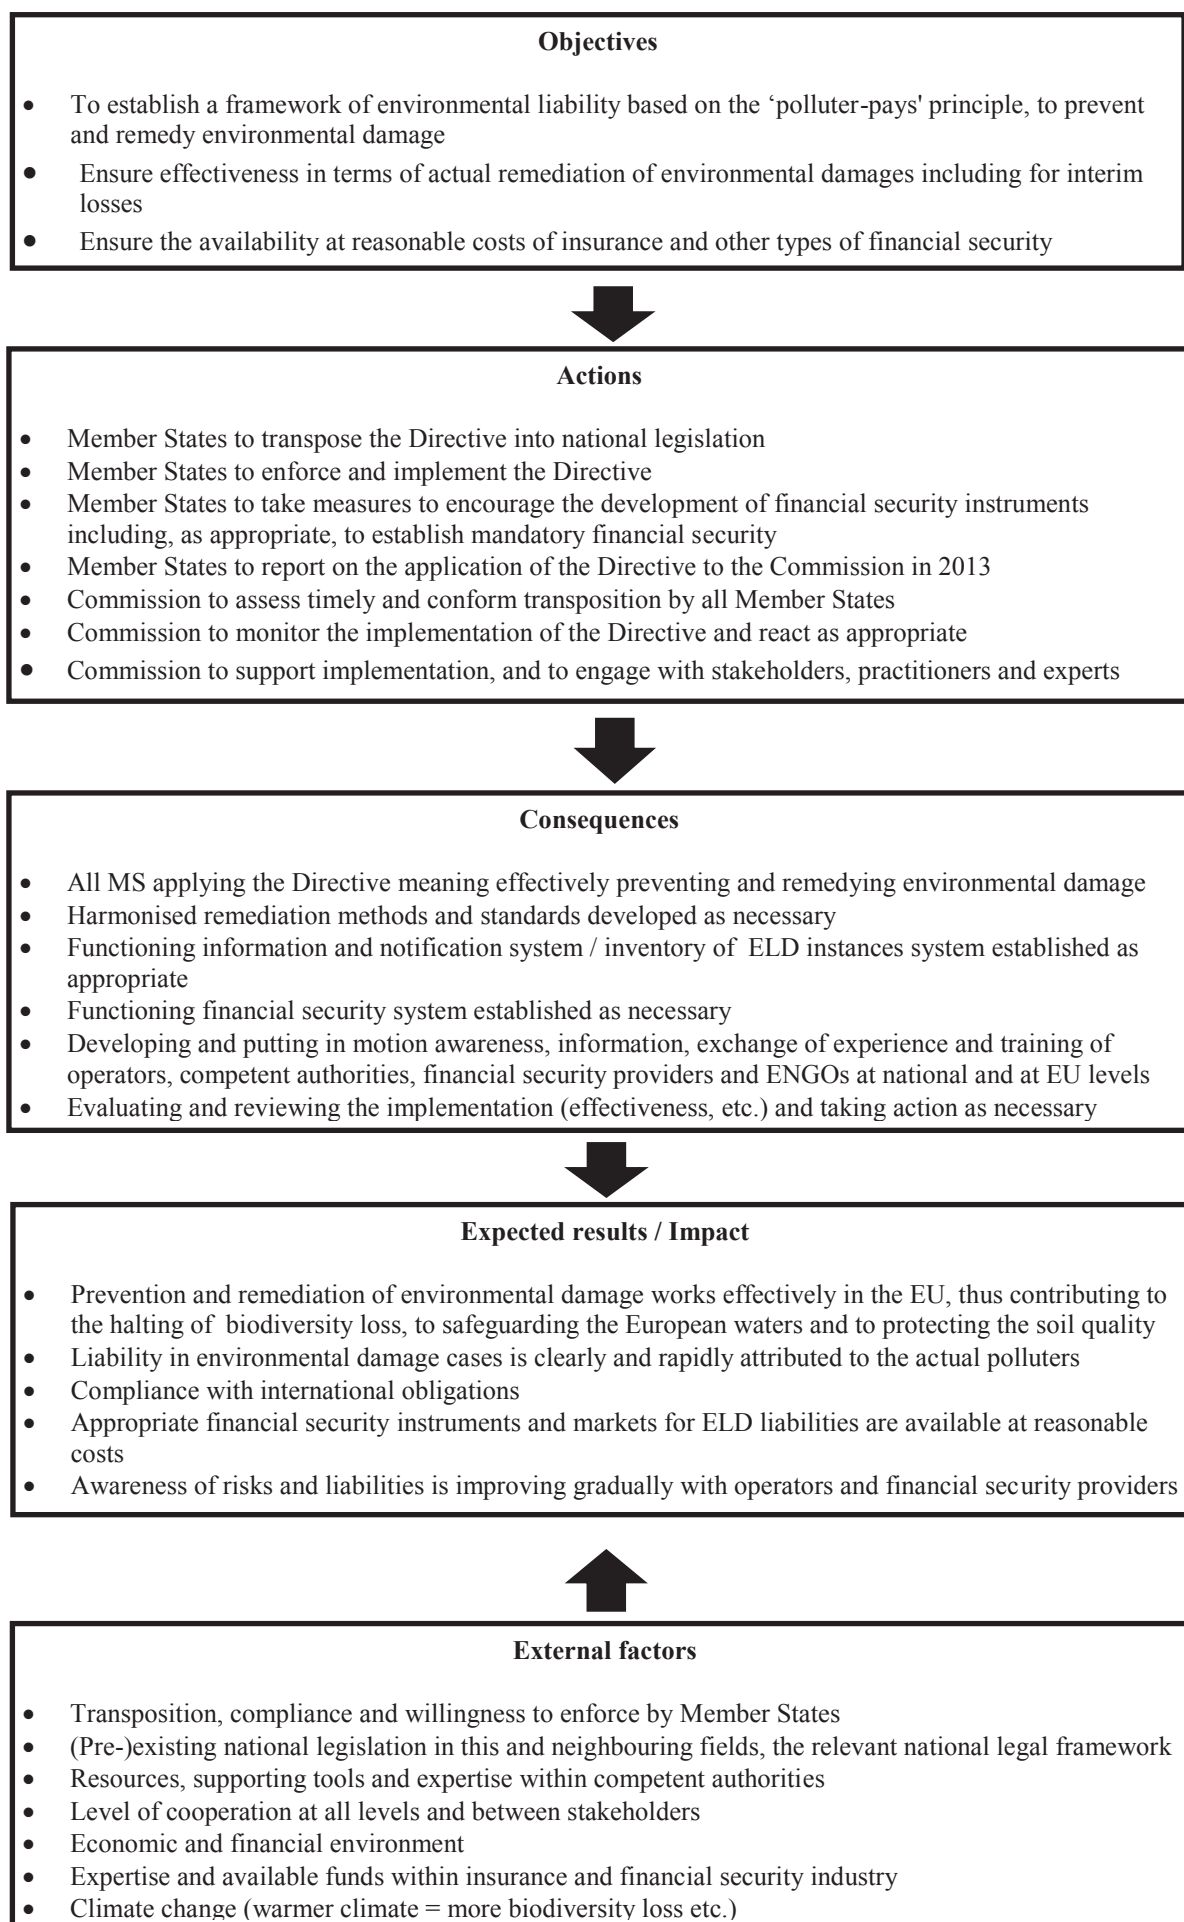 Objectives
• To establish a framework of environmental liability based on the ‘polluter-pays' principle, to prevent
and remedy environmental damage
• Ensure effectiveness in terms of actual remediation of environmental damages including for interim
losses
• Ensure the availability at reasonable costs of insurance and other types of financial security
Actions
• Member States to transpose the Directive into national legislation
• Member States to enforce and implement the Directive
• Member States to take measures to encourage the development of financial security instruments
including, as appropriate, to establish mandatory financial security
• Member States to report on the application of the Directive to the Commission in 2013
• Commission to assess timely and conform transposition by all Member States
• Commission to monitor the implementation of the Directive and react as appropriate
• Commission to support implementation, and to engage with stakeholders, practitioners and experts
Consequences
• All MS applying the Directive meaning effectively preventing and remedying environmental damage
• Harmonised remediation methods and standards developed as necessary
• Functioning information and notification system / inventory of ELD instances system established as
appropriate
• Functioning financial security system established as necessary
• Developing and putting in motion awareness, information, exchange of experience and training of
operators, competent authorities, financial security providers and ENGOs at national and at EU levels
• Evaluating and reviewing the implementation (effectiveness, etc.) and taking action as necessary
Expected results / Impact
• Prevention and remediation of environmental damage works effectively in the EU, thus contributing to
the halting of biodiversity loss, to safeguarding the European waters and to protecting the soil quality
• Liability in environmental damage cases is clearly and rapidly attributed to the actual polluters
• Compliance with international obligations
• Appropriate financial security instruments and markets for ELD liabilities are available at reasonable
costs
• Awareness of risks and liabilities is improving gradually with operators and financial security providers
External factors
• Transposition, compliance and willingness to enforce by Member States
• (Pre-)existing national legislation in this and neighbouring fields, the relevant national legal framework
• Resources, supporting tools and expertise within competent authorities
• Level of cooperation at all levels and between stakeholders
• Economic and financial environment
• Expertise and available funds within insurance and financial security industry
• Climate change (warmer climate = more biodiversity loss etc.)